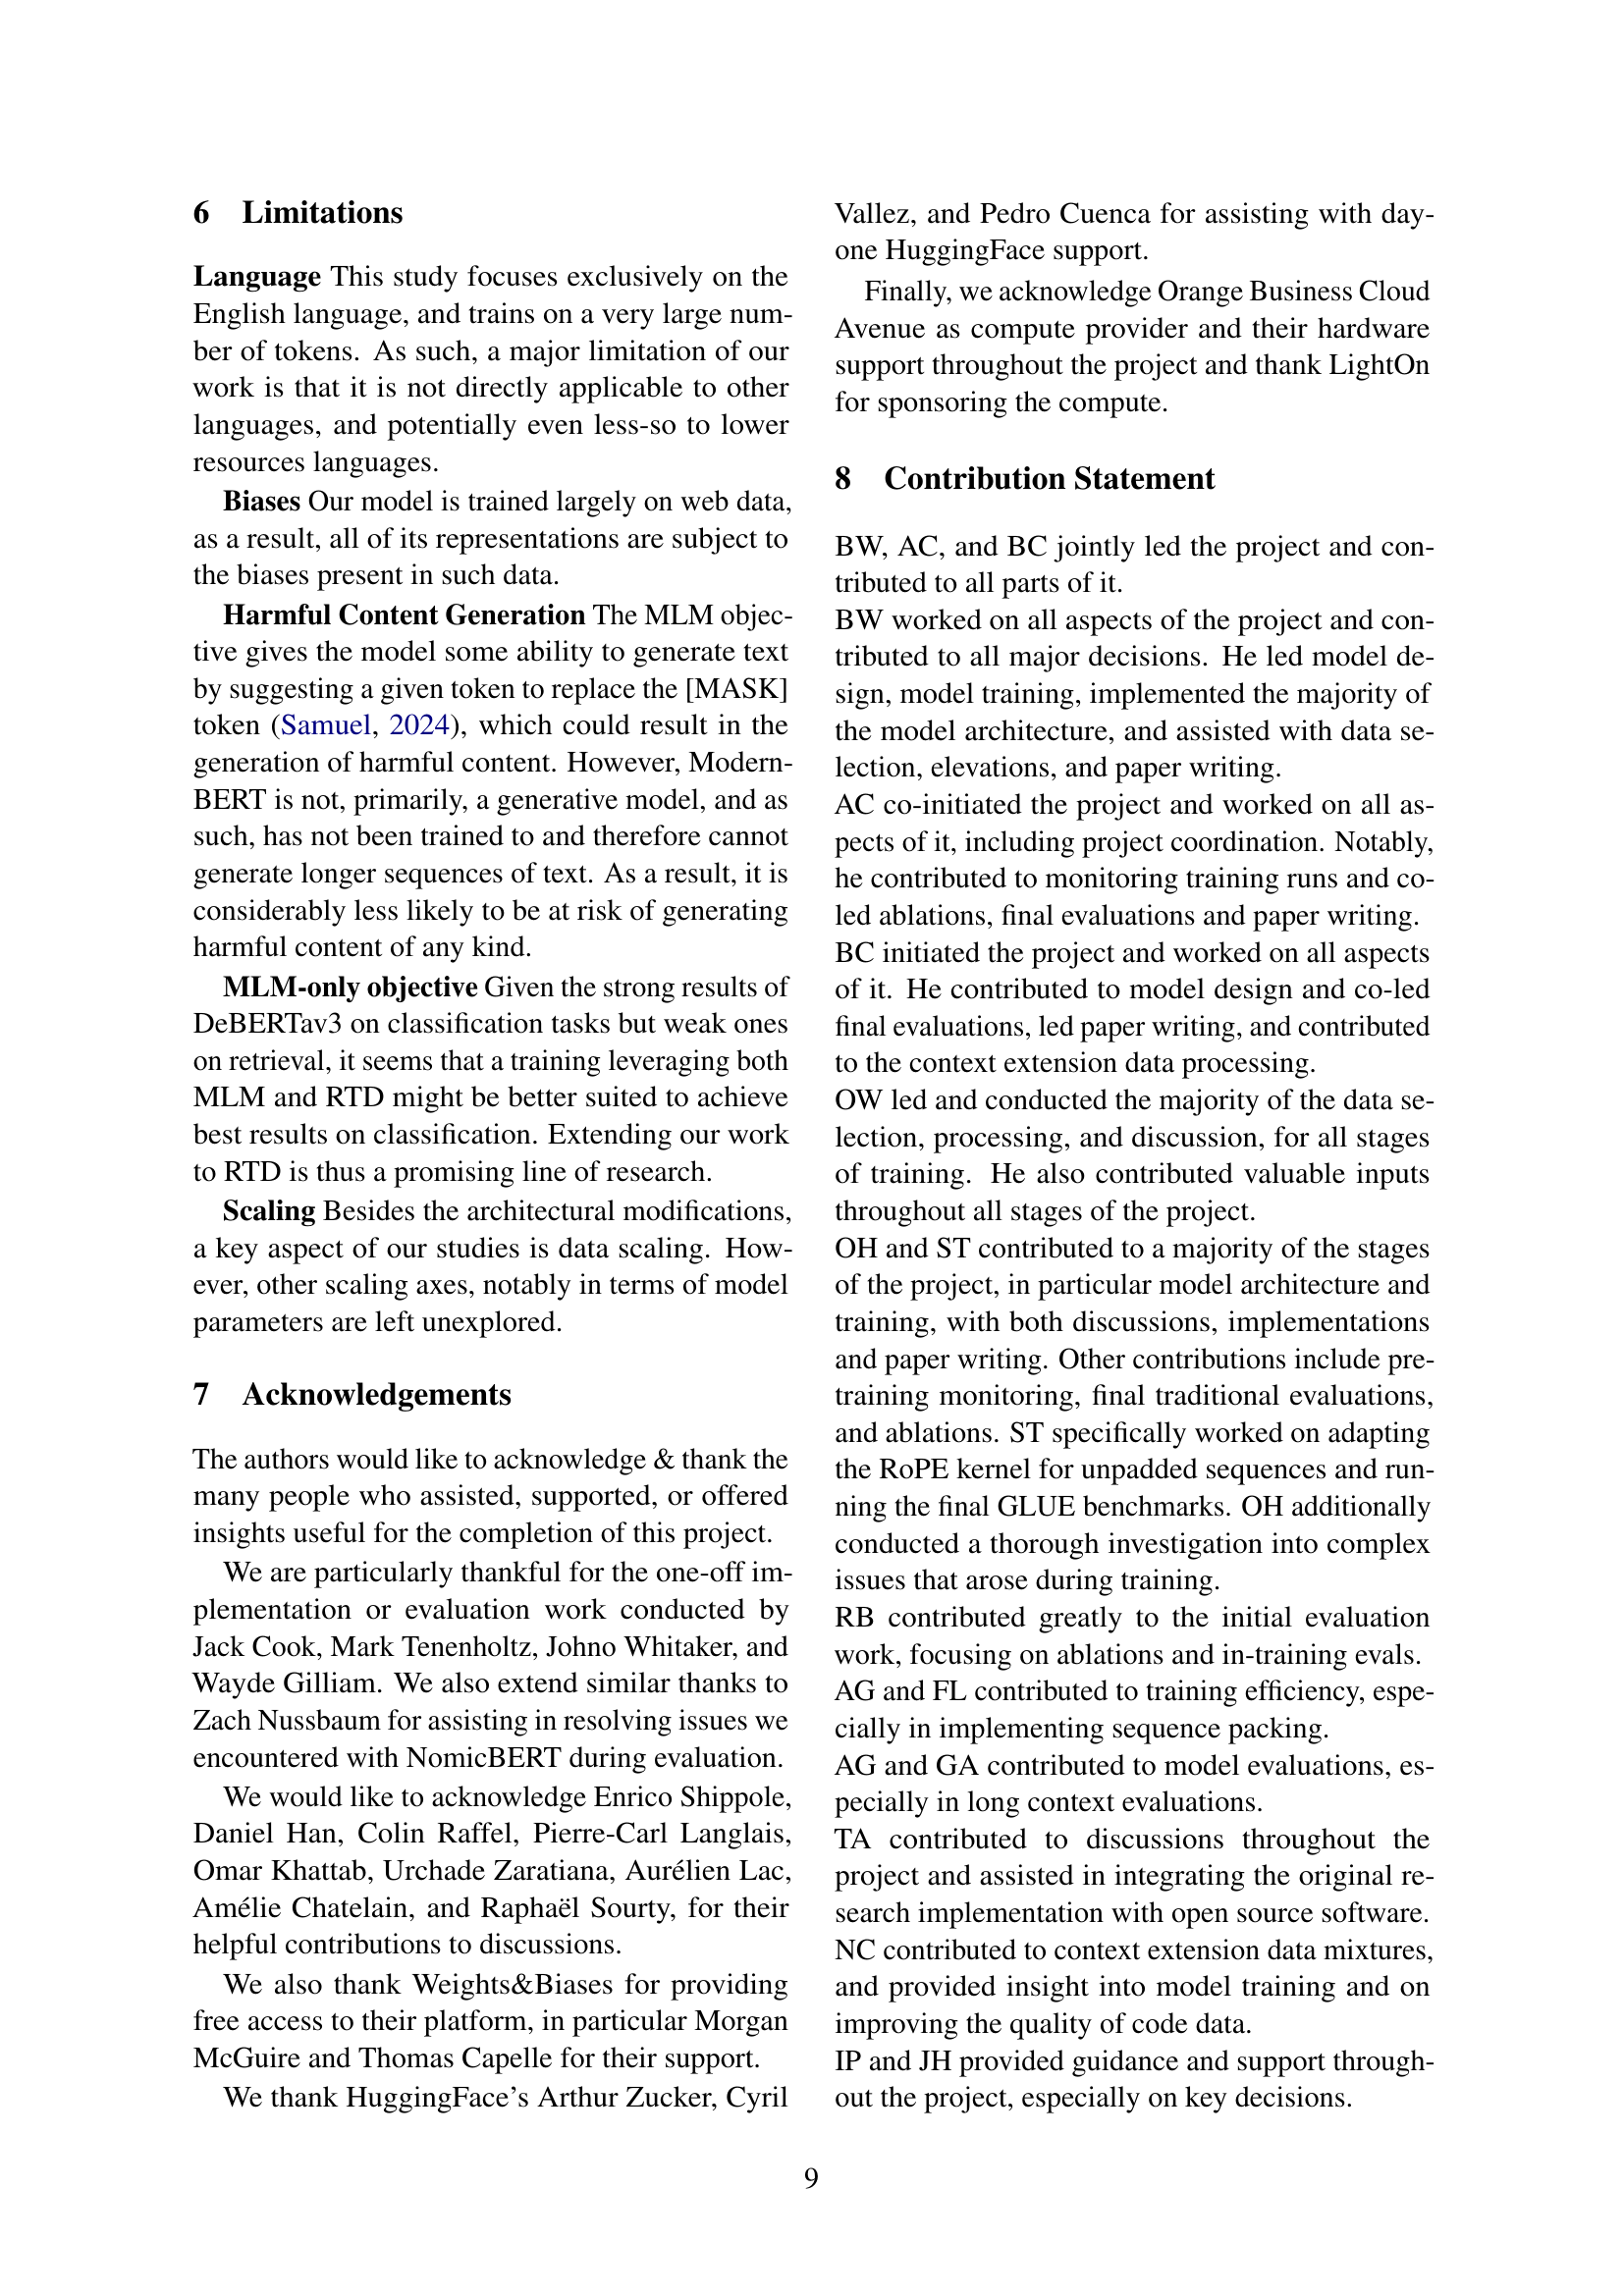 6 Limitations
Language This study focuses exclusively on the
English language, and trains on a very large num-
ber of tokens. As such, a major limitation of our
work is that it is not directly applicable to other
languages, and potentially even less-so to lower
resources languages.
Biases Our model is trained largely on web data,
as a result, all of its representations are subject to
the biases present in such data.
Harmful Content Generation The MLM objec-
tive gives the model some ability to generate text
by suggesting a given token to replace the [MASK]
token (Samuel, 2024), which could result in the
generation of harmful content. However, Modern-
BERT is not, primarily, a generative model, and as
such, has not been trained to and therefore cannot
generate longer sequences of text. As a result, it is
considerably less likely to be at risk of generating
harmful content of any kind.
MLM-only objective Given the strong results of
DeBERTav3 on classification tasks but weak ones
on retrieval, it seems that a training leveraging both
MLM and RTD might be better suited to achieve
best results on classification. Extending our work
to RTD is thus a promising line of research.
Scaling Besides the architectural modifications,
a key aspect of our studies is data scaling. How-
ever, other scaling axes, notably in terms of model
parameters are left unexplored.
7 Acknowledgements
The authors would like to acknowledge & thank the
many people who assisted, supported, or offered
insights useful for the completion of this project.
We are particularly thankful for the one-off im-
plementation or evaluation work conducted by
Jack Cook, Mark Tenenholtz, Johno Whitaker, and
Wayde Gilliam. We also extend similar thanks to
Zach Nussbaum for assisting in resolving issues we
encountered with NomicBERT during evaluation.
We would like to acknowledge Enrico Shippole,
Daniel Han, Colin Raffel, Pierre-Carl Langlais,
Omar Khattab, Urchade Zaratiana, Aurélien Lac,
Amélie Chatelain, and Raphaël Sourty, for their
helpful contributions to discussions.
We also thank Weights&Biases for providing
free access to their platform, in particular Morgan
McGuire and Thomas Capelle for their support.
We thank HuggingFace's Arthur Zucker, Cyril
Vallez, and Pedro Cuenca for assisting with day-
one HuggingFace support.
Finally, we acknowledge Orange Business Cloud
Avenue as compute provider and their hardware
support throughout the project and thank LightOn
for sponsoring the compute.
8 Contribution Statement
BW, AC, and BC jointly led the project and con-
tributed to all parts of it.
BW worked on all aspects of the project and con-
tributed to all major decisions. He led model de-
sign, model training, implemented the majority of
the model architecture, and assisted with data se-
lection, elevations, and paper writing.
AC co-initiated the project and worked on all as-
pects of it, including project coordination. Notably,
he contributed to monitoring training runs and co-
led ablations, final evaluations and paper writing.
BC initiated the project and worked on all aspects
of it. He contributed to model design and co-led
final evaluations, led paper writing, and contributed
to the context extension data processing.
OW led and conducted the majority of the data se-
lection, processing, and discussion, for all stages
of training. He also contributed valuable inputs
throughout all stages of the project.
OH and ST contributed to a majority of the stages
of the project, in particular model architecture and
training, with both discussions, implementations
and paper writing. Other contributions include pre-
training monitoring, final traditional evaluations,
and ablations. ST specifically worked on adapting
the RoPE kernel for unpadded sequences and run-
ning the final GLUE benchmarks. OH additionally
conducted a thorough investigation into complex
issues that arose during training.
RB contributed greatly to the initial evaluation
work, focusing on ablations and in-training evals.
AG and FL contributed to training efficiency, espe-
cially in implementing sequence packing.
AG and GA contributed to model evaluations, es-
pecially in long context evaluations.
TA contributed to discussions throughout the
project and assisted in integrating the original re-
search implementation with open source software.
NC contributed to context extension data mixtures,
and provided insight into model training and on
improving the quality of code data.
IP and JH provided guidance and support through-
out the project, especially on key decisions.
9